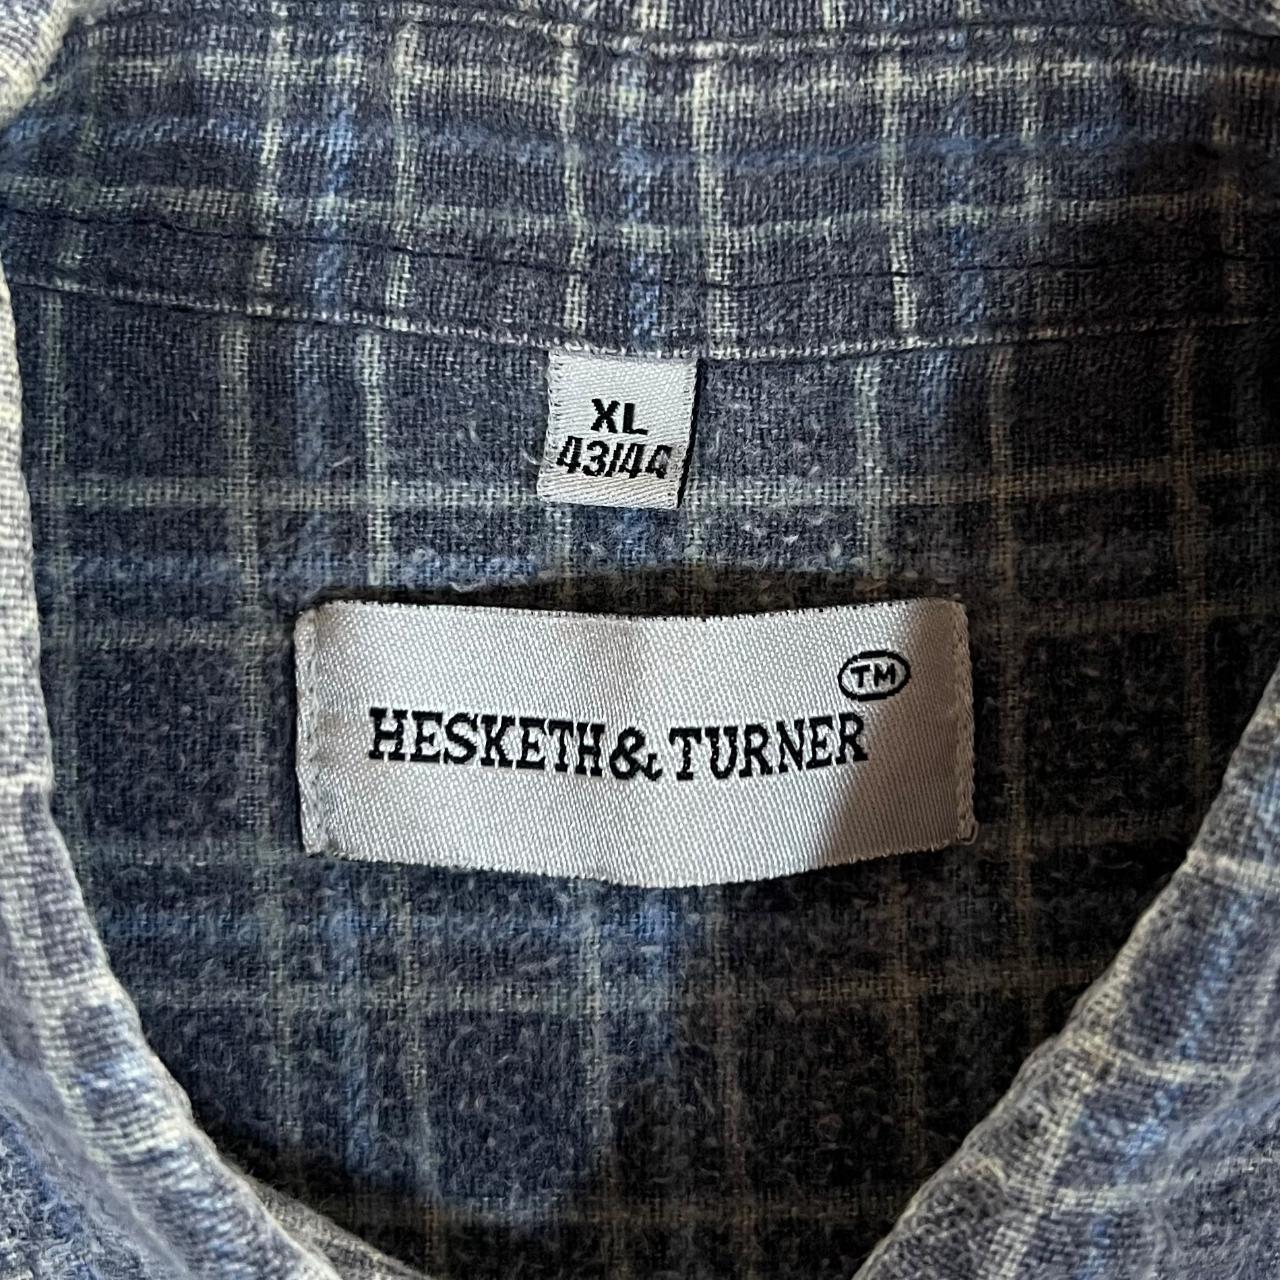 XL
43/44
TM
HESKETH & TURNER